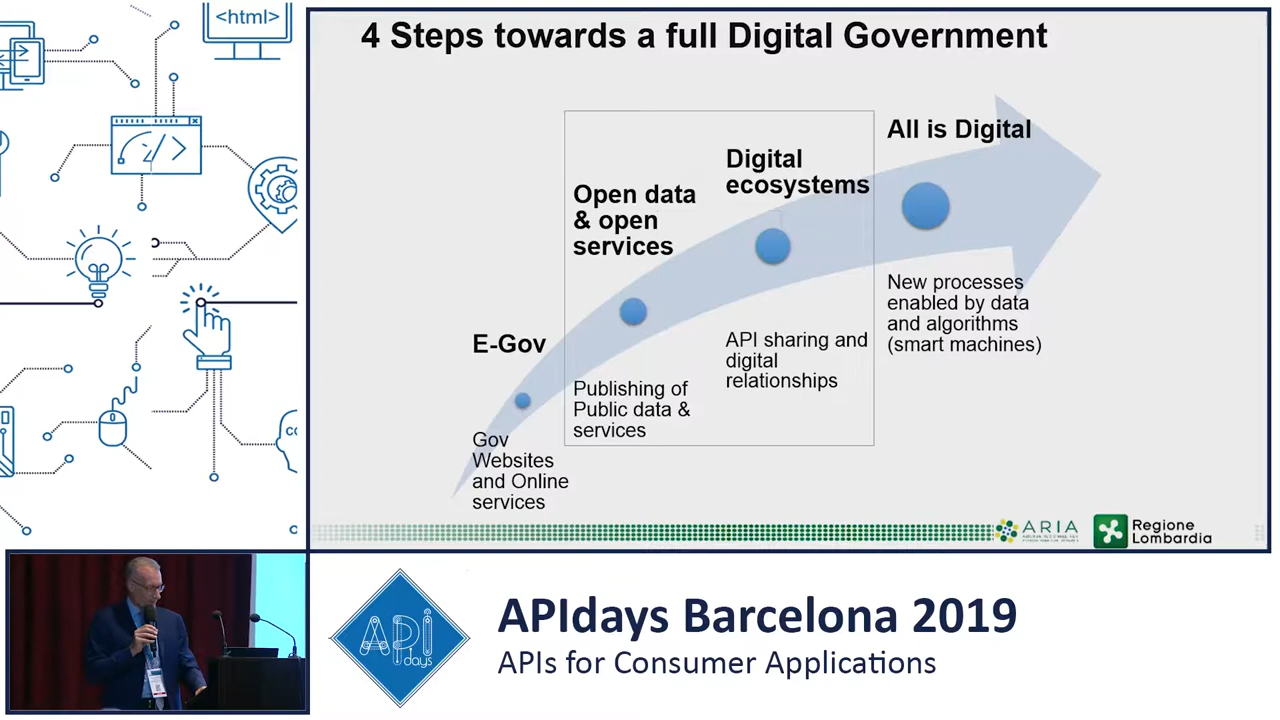 <html>
4 Steps towards a full Digital Government
All is Digital
Digital
ecosystems
Open data
& open
services
E-Gov
New processes
enabled by data
and algorithms
(smart machines)
API sharing and
digital
relationships
Publishing of
Public data &
services
Gov
Websites
and Online
services
ARIA
Regione
Lombardia
API
days
APIdays Barcelona 2019
APIs for Consumer Applications